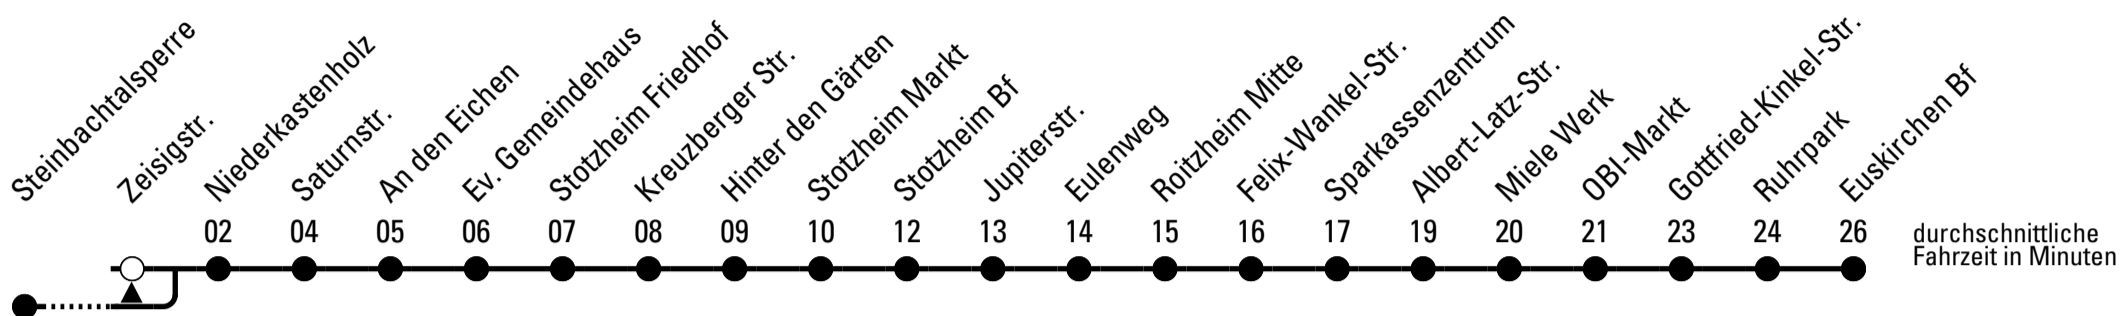 Steinbachtalsperre
Zeisigstr.
Niederkastenholz
Saturnstr.
An den Eichen
Ev. Gemeindehaus
Stotzheim Friedhof
Kreuzberger Str.
Hinter den Gärten
Stotzheim Markt
Stotzheim Bf
Jupiterstr.
Eulenweg
Roitzheim Mitte
Felix-Wankel-Str.
Sparkassenzentrum
Albert-Latz-Str.
Miele Werk
OBI-Markt
Gottfried-Kinkel-Str.
Ruhrpark
Euskirchen Bf
02 04 05 06 07 08 09 10 12 13 14 15 16 17 19 20 21 23 24 26
durchschnittliche
Fahrzeit in Minuten